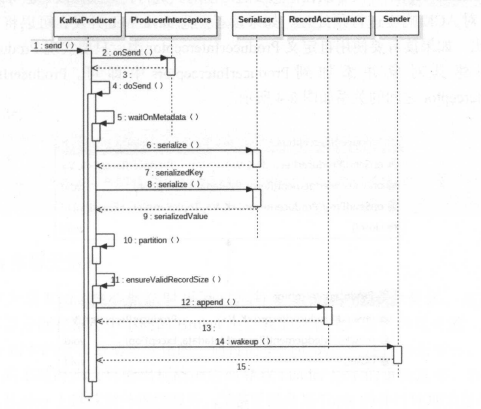 KafkaProducer ProducerInterceptors Serializer RecordAccumulator Sender
1 : send ( )
2 : onSend ( )
3 :
4 : doSend ( )
5 : waitOnMetadata ( )
6 : serialize ( )
7 : serializedKey
8 : serialize ( )
9 : serializedValue
10 : partition ( )
11 : ensureValidRecordSize ( )
12 : append ( )
13 :
14 : wakeup ( )
15 :